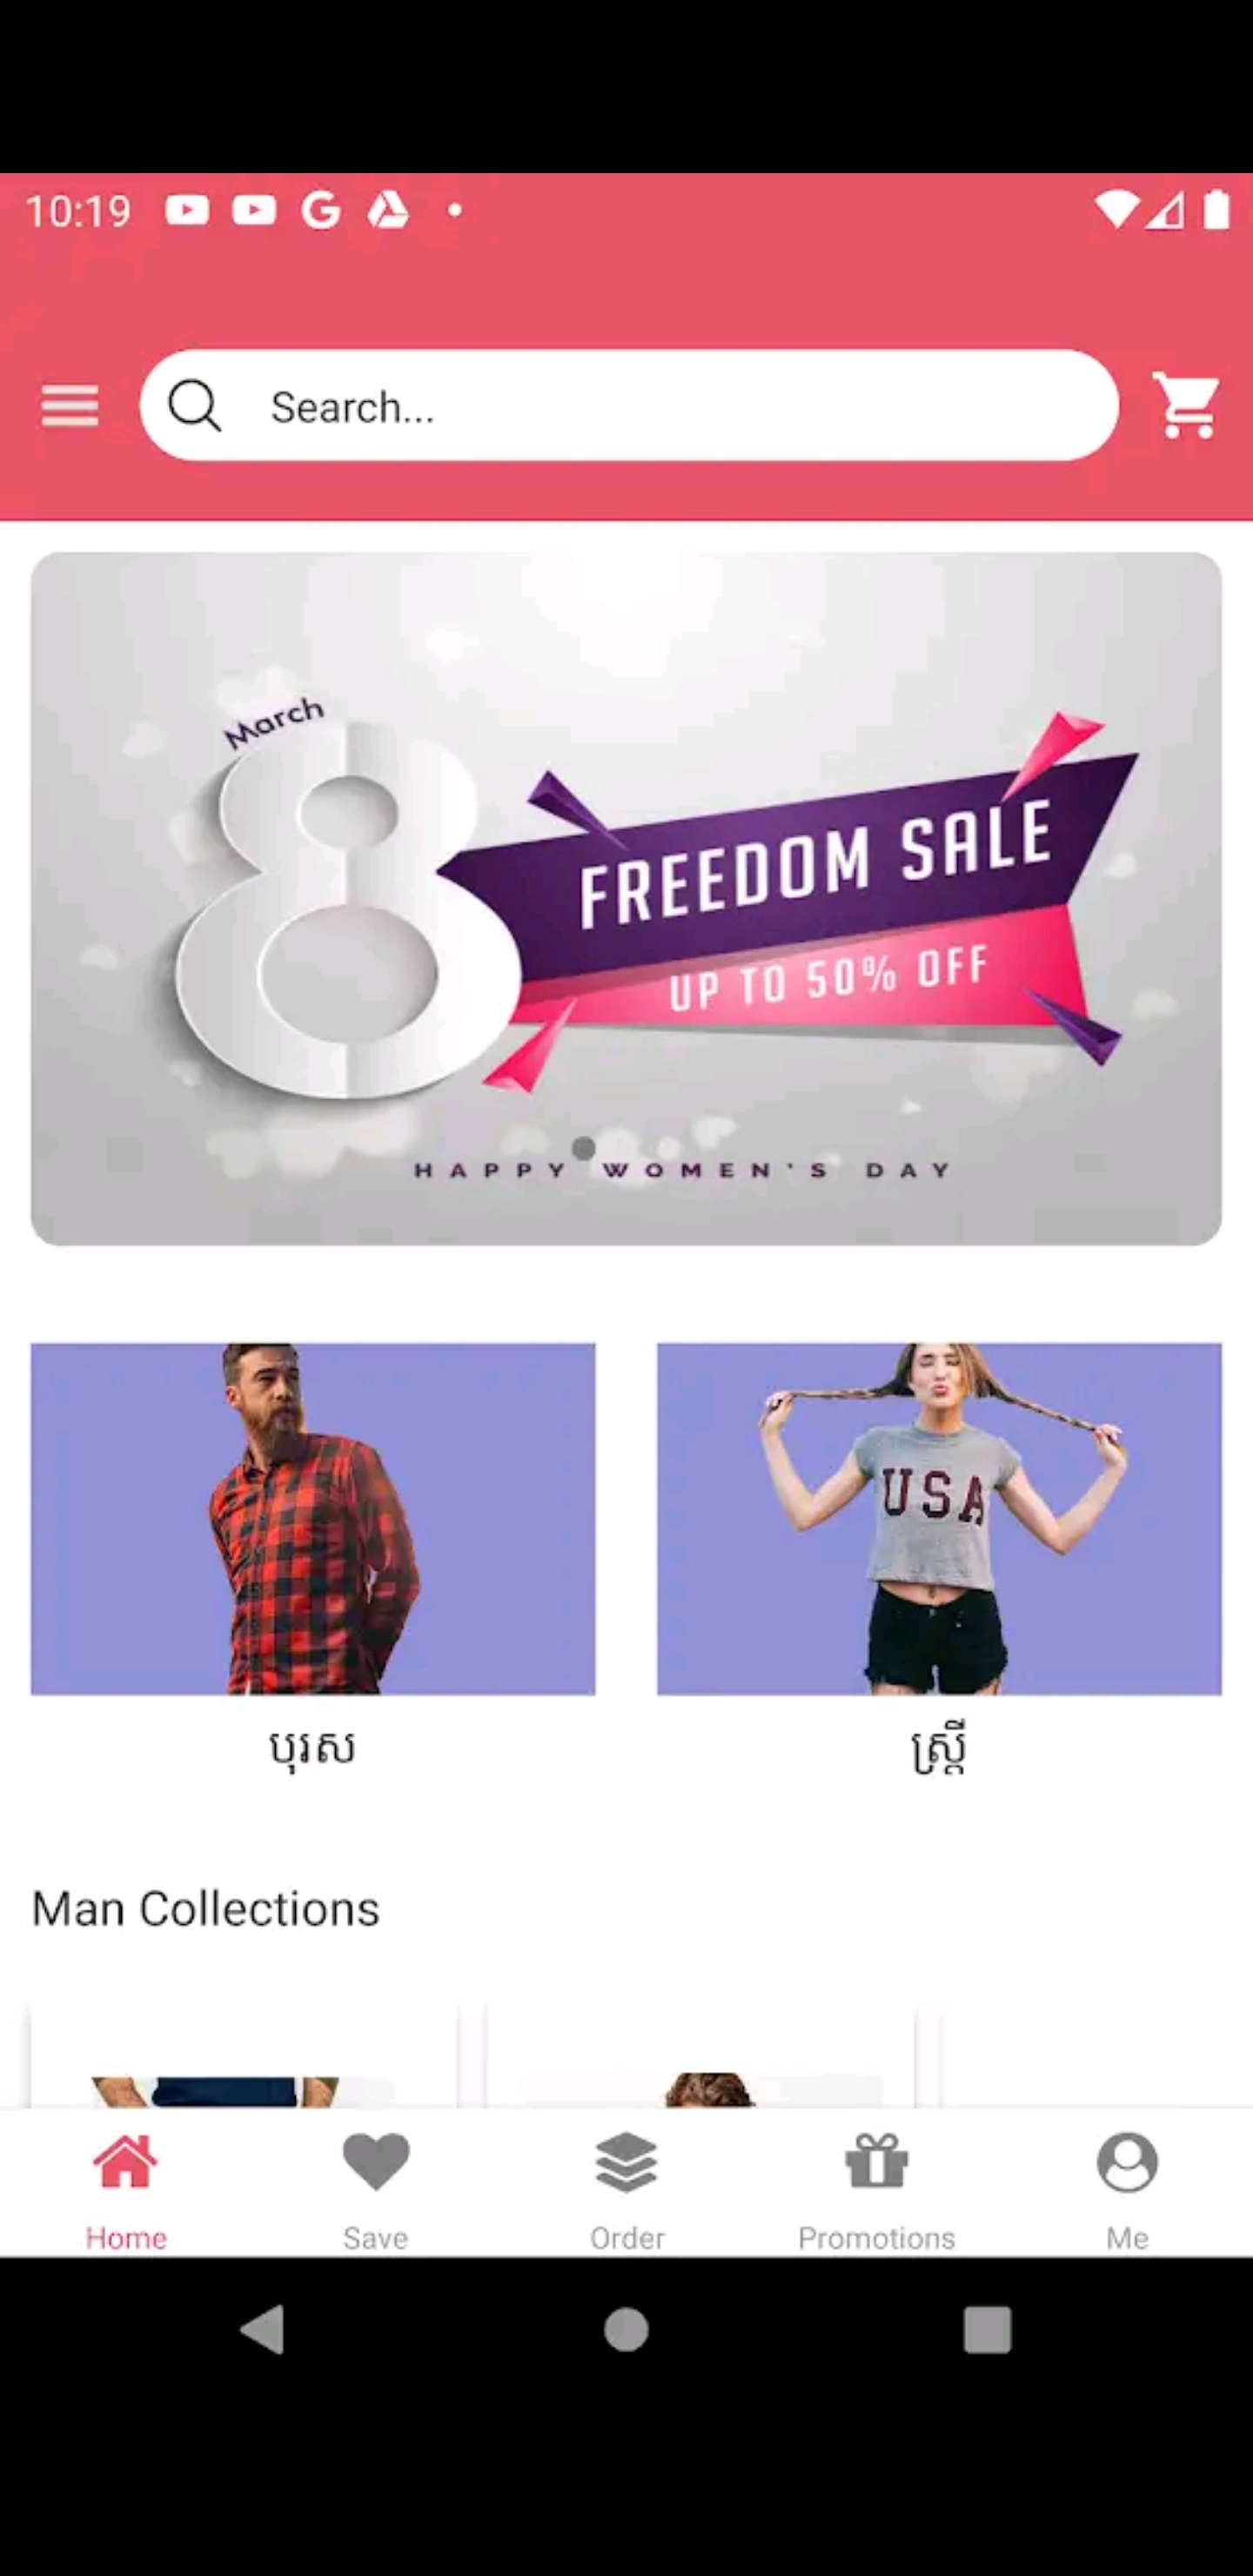 10:19
Search...
March
8
FREEDOM SALE
UP TO 50% OFF
HAPPY WOMEN'S DAY
USA
បុរស
ស្ត្រី
Man Collections
Home
Save
Order
Promotions
Me